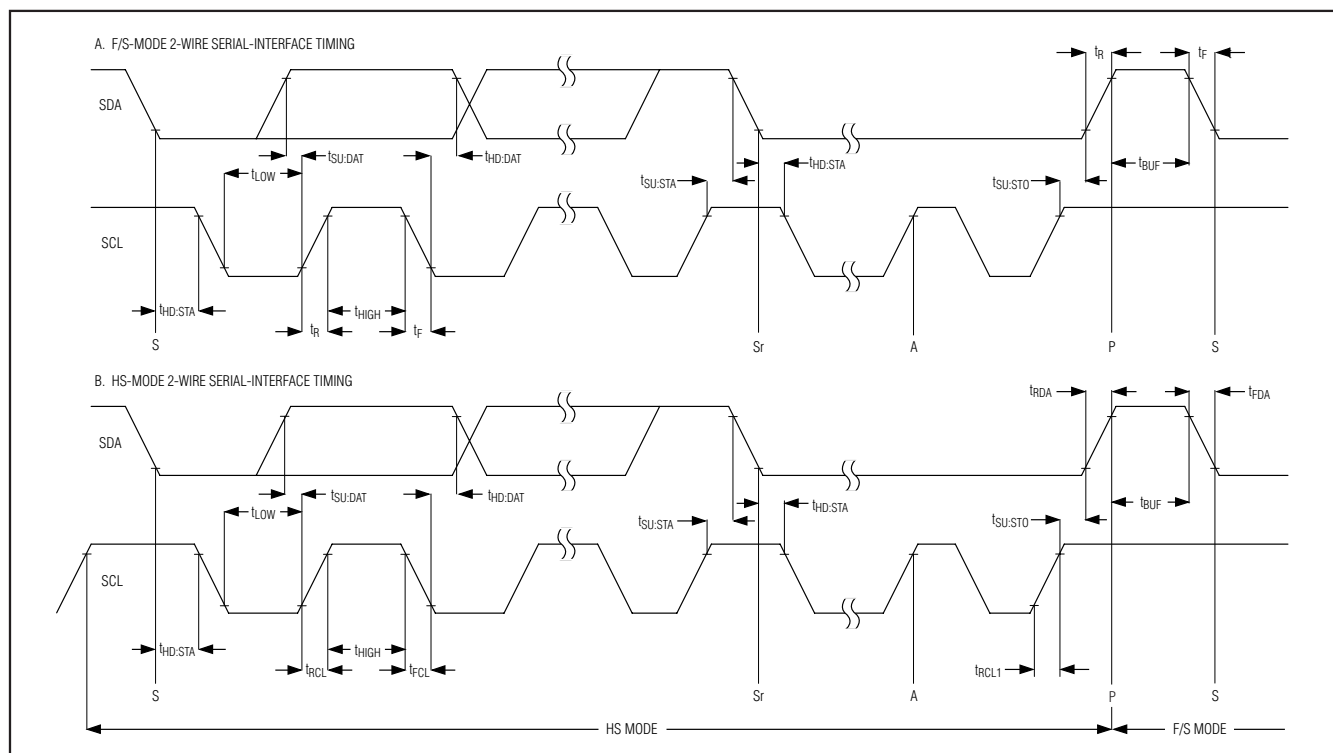 A. F/S-MODE 2-WIRE SERIAL-INTERFACE TIMING
tR
tF
SDA
tSU:DAT
tHD:DAT
tLOW
tSU:STA
tHD:STA
tSU:STO
tBUF
SCL
tHD:STA
tR
tHIGH
tF
S
Sr
A
P
S
B. HS-MODE 2-WIRE SERIAL-INTERFACE TIMING
tRDA
tFDA
SDA
tSU:DAT
tHD:DAT
tLOW
tSU:STA
tHD:STA
tSU:STO
tBUF
SCL
tHD:STA
tRCL
tHIGH
tFCL
tRCL1
S
Sr
A
P
S
HS MODE
F/S MODE